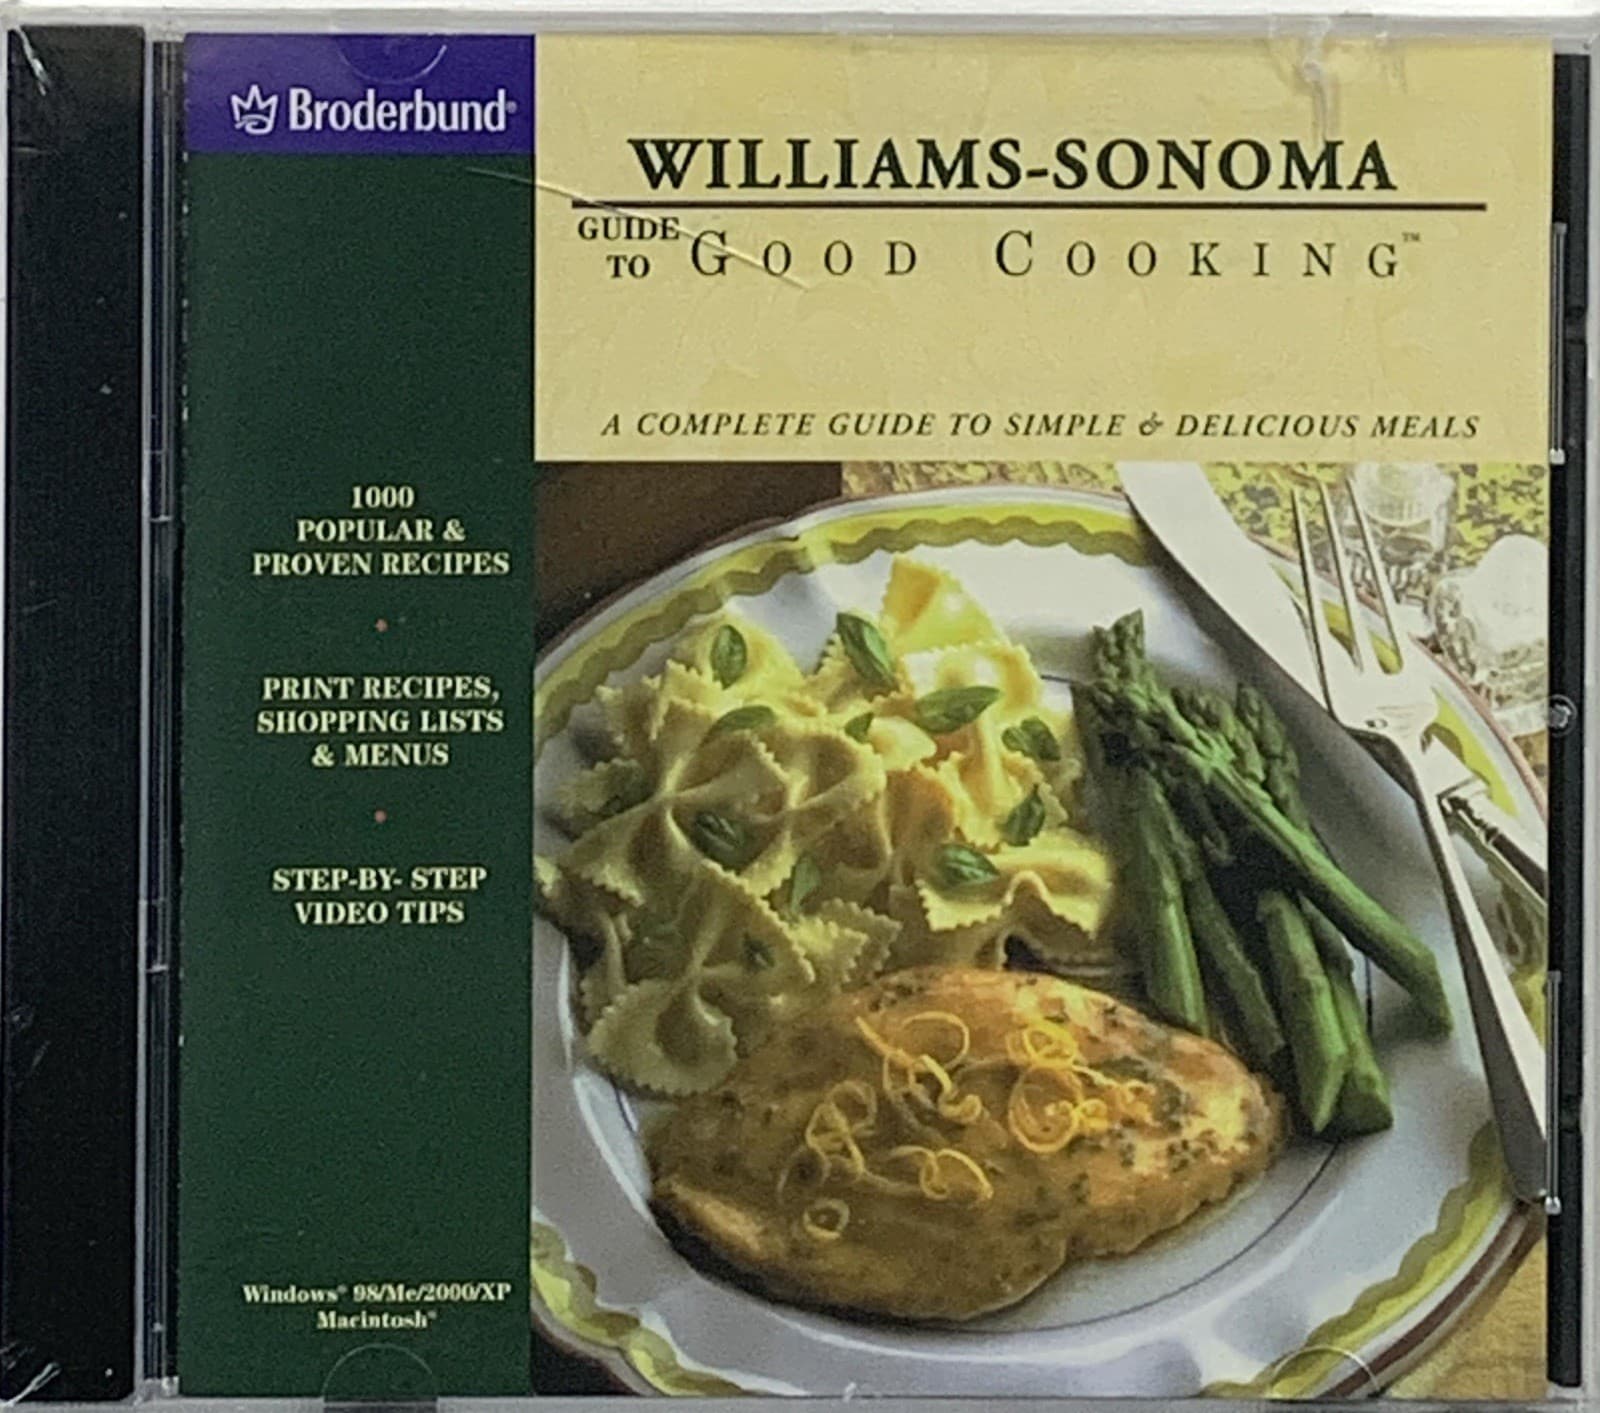 Broderbund®
WILLIAMS-SONOMA
GUIDE
TO
GOOD COOKING™
A COMPLETE GUIDE TO SIMPLE & DELICIOUS MEALS
1000
POPULAR &
PROVEN RECIPES
PRINT RECIPES,
SHOPPING LISTS
& MENUS
STEP-BY- STEP
VIDEO TIPS
Windows® 98/Me/2000/XP
Macintosh®